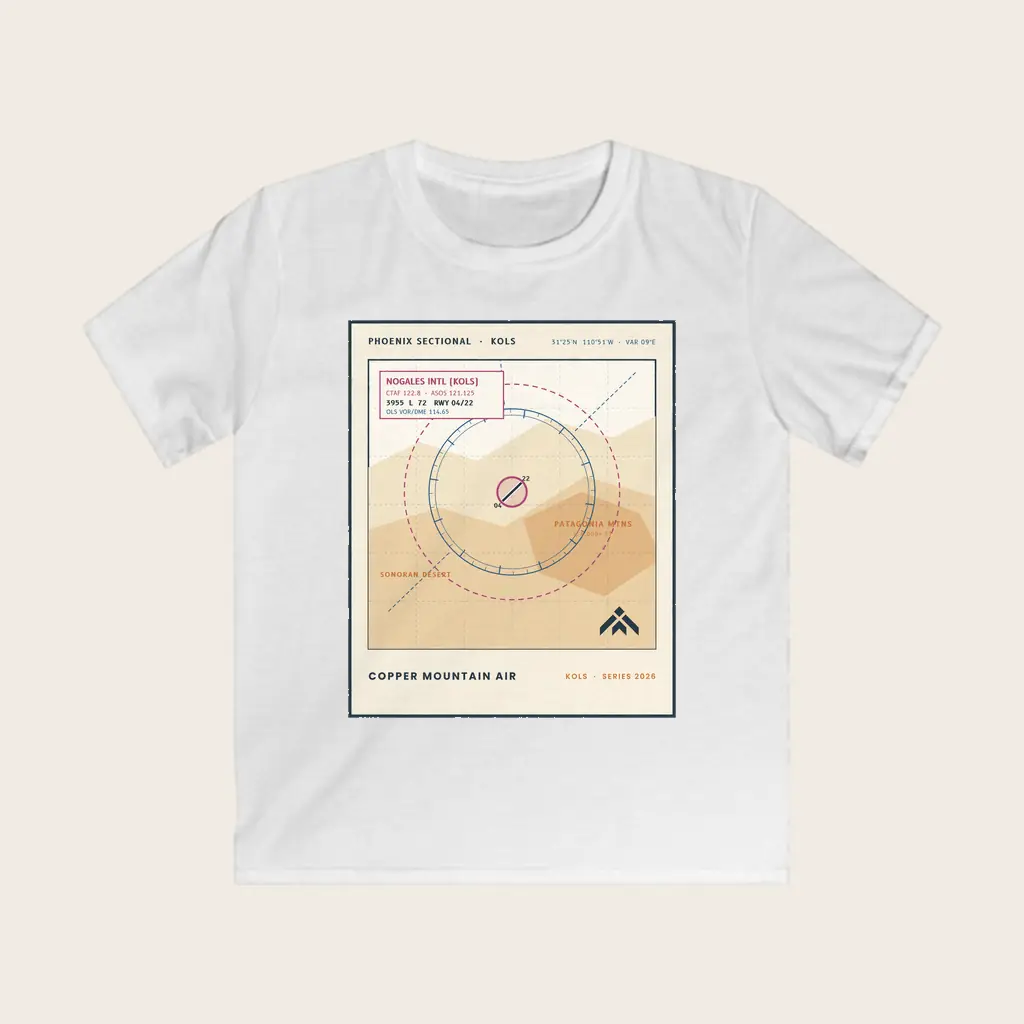 PHOENIX SECTIONAL · KOLS
31°25'N 110°51'W · VAR 09°E
NOGALES INTL (KOLS)
CTAF 122.8 · ASOS 121.125
3955 L 72 RWY 04/22
OLS VOR/DME 114.65
22
04
PATAGONIA MTNS
SONORAN DESERT
COPPER MOUNTAIN AIR
KOLS · SERIES 2026